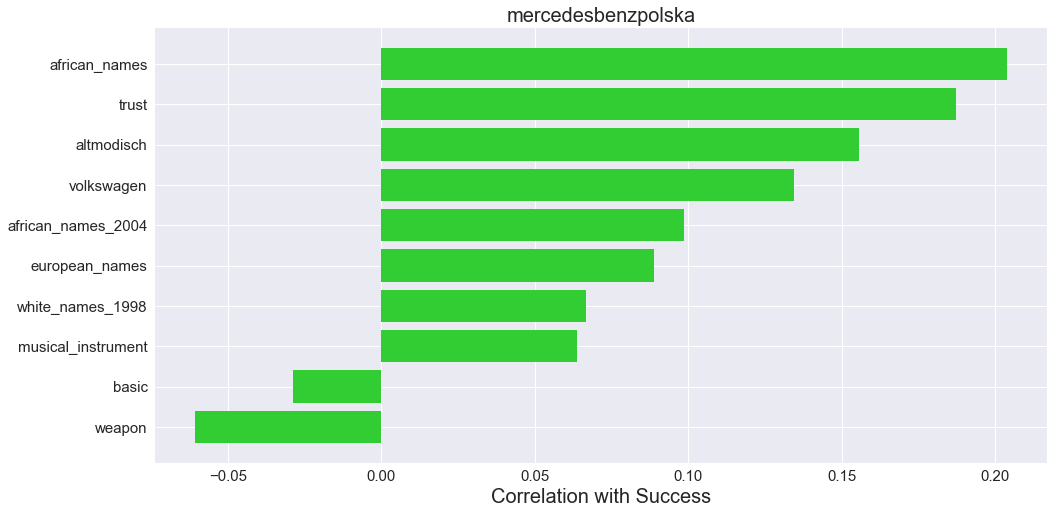 mercedesbenzpolska
african_names
trust
altmodisch
volkswagen
african_names_2004
european_names
white_names_1998
musical_instrument
basic
weapon
−0.05 0.00 0.05 0.10 0.15 0.20
Correlation with Success